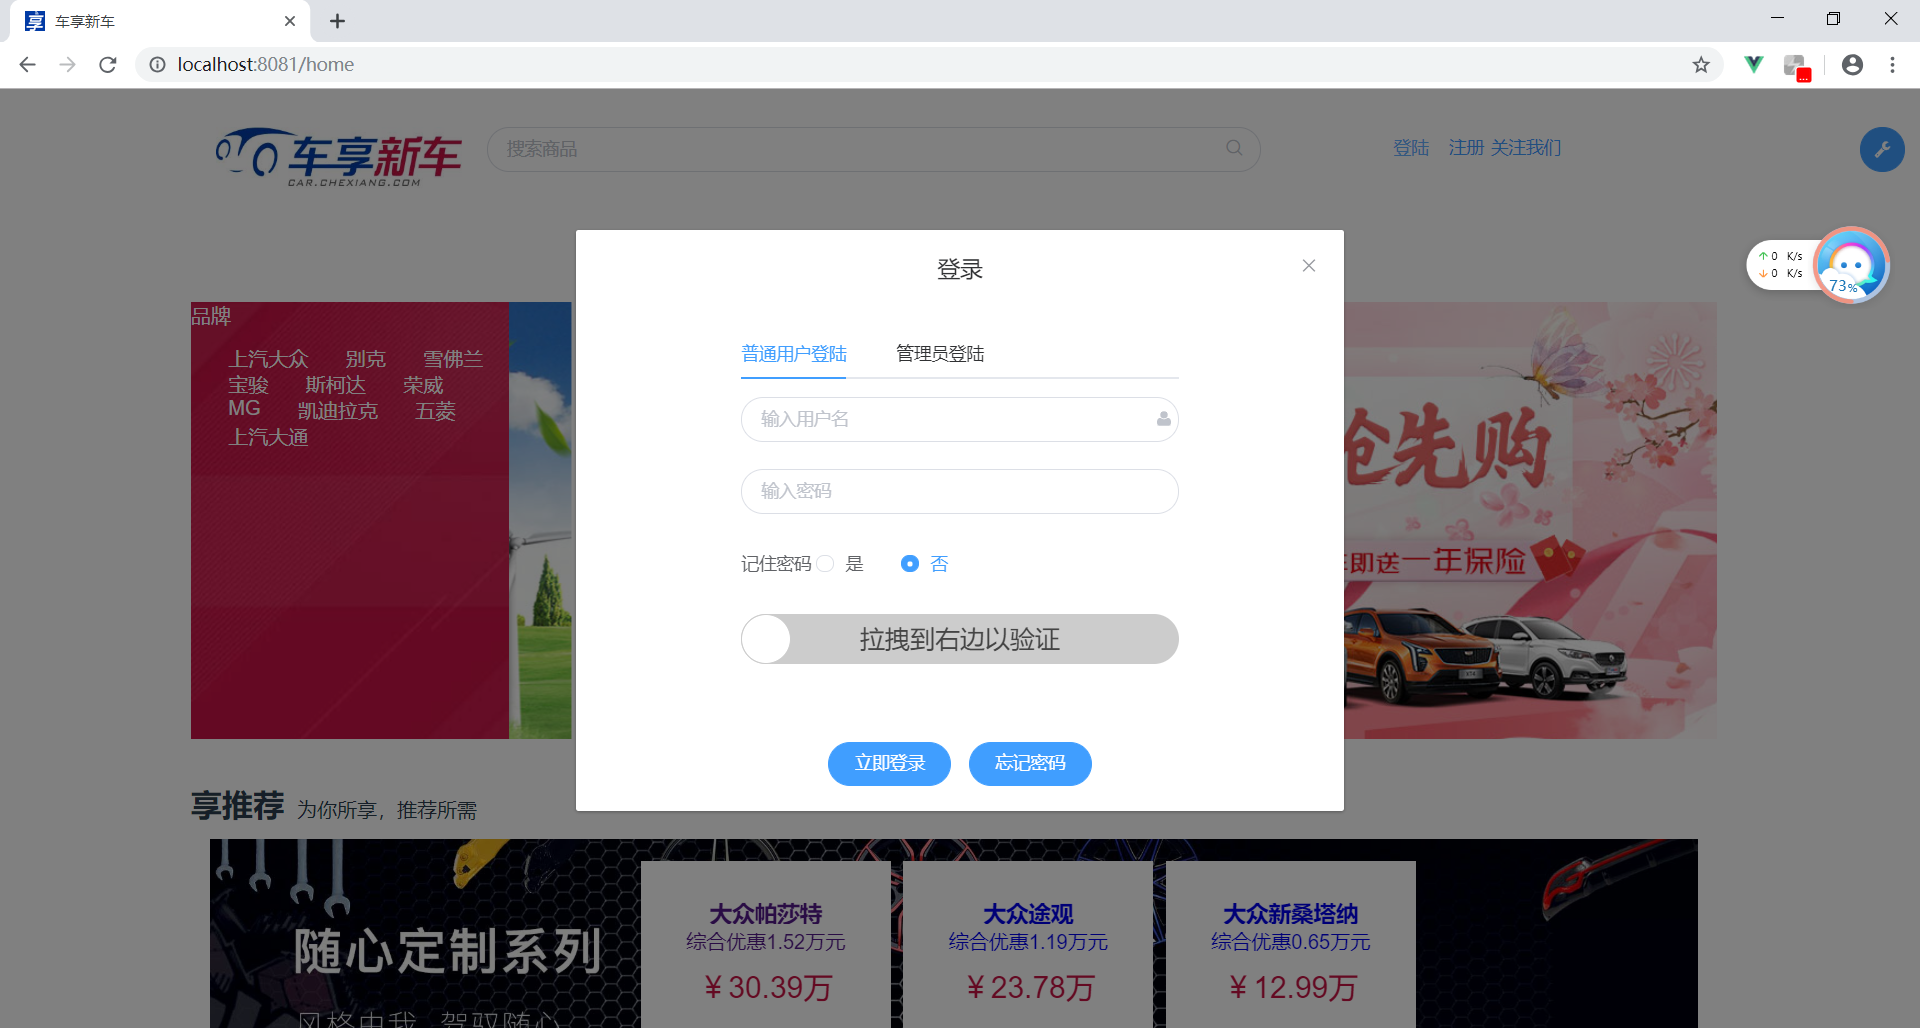 车享新车
localhost:8081/home
车享新车
CAR.CHEXIANG.COM
搜索商品
登陆 注册 关注我们
0 K/s
0 K/s
73%
登录
品牌
上汽大众 别克 雪佛兰
宝骏 斯柯达 荣威
MG 凯迪拉克 五菱
上汽大通
普通用户登陆 管理员登陆
输入用户名
输入密码
记住密码 是 否
拉拽到右边以验证
立即登录 忘记密码
抢先购
即送一年保险
享推荐 为你所享，推荐所需
随心定制系列
风格由我 驾驭随心
大众帕莎特
综合优惠1.52万元
¥30.39万
大众途观
综合优惠1.19万元
¥23.78万
大众新桑塔纳
综合优惠0.65万元
¥12.99万